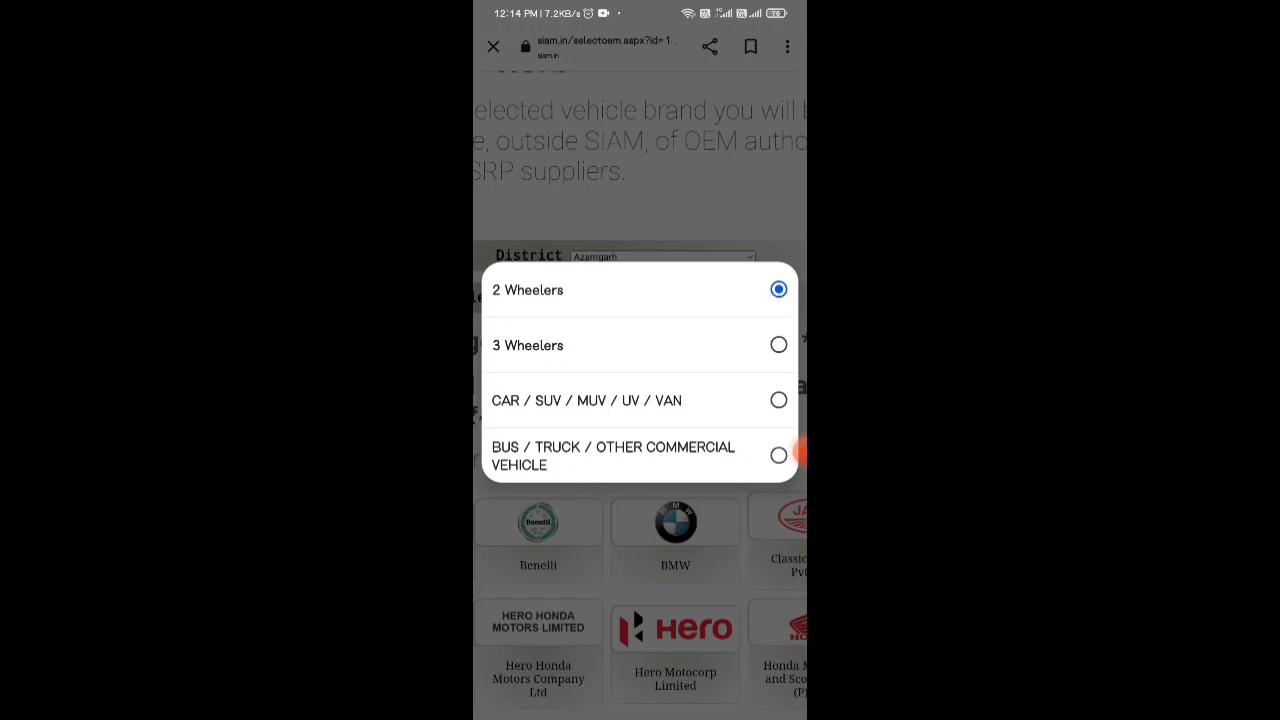 12:14 PM | 7.2KB/s
76
siam.in/selectoem.aspx?id=1...
siam.in
elected vehicle brand you will
e, outside SIAM, of OEM autho
SRP suppliers.
District Azamgarh
2 Wheelers
3 Wheelers
CAR / SUV / MUV / UV / VAN
BUS / TRUCK / OTHER COMMERCIAL
VEHICLE
Benelli
BMW
JA
Benelli
BMW
Classic
Pvt
HERO HONDA
MOTORS LIMITED
Hero
HO
Hero Honda
Motors Company
Ltd
Hero Motocorp
Limited
Honda M
and Sco
(P)